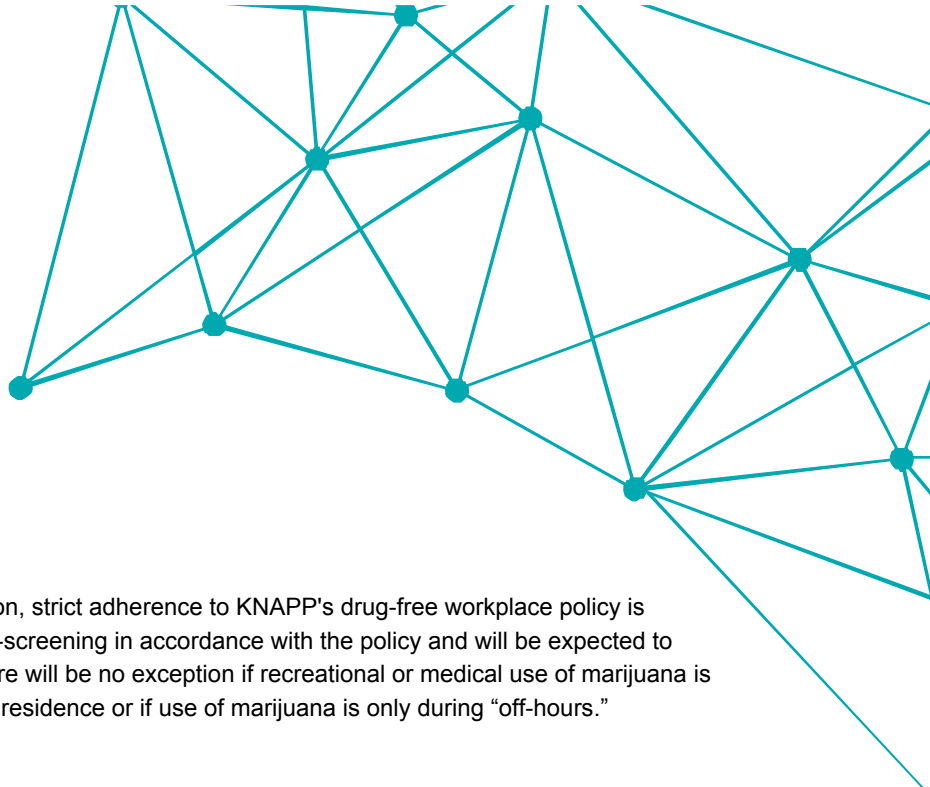 on, strict adherence to KNAPP's drug-free workplace policy is
-screening in accordance with the policy and will be expected to
re will be no exception if recreational or medical use of marijuana is
residence or if use of marijuana is only during “off-hours.”